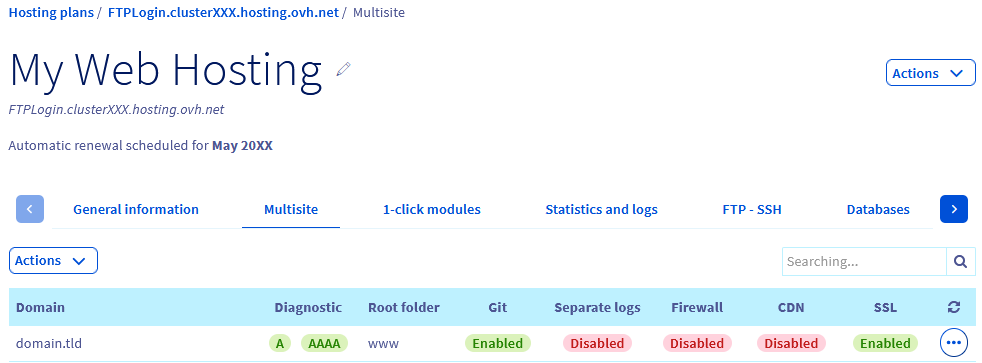 Hosting plans / FTPLogin.clusterXXX.hosting.ovh.net / Multisite
My Web Hosting
Actions
FTPLogin.clusterXXX.hosting.ovh.net
Automatic renewal scheduled for May 20XX
General information Multisite 1-click modules Statistics and logs FTP - SSH Databases
Actions Searching...
Domain Diagnostic Root folder Git Separate logs Firewall CDN SSL
domain.tld A AAAA www Enabled Disabled Disabled Disabled Enabled